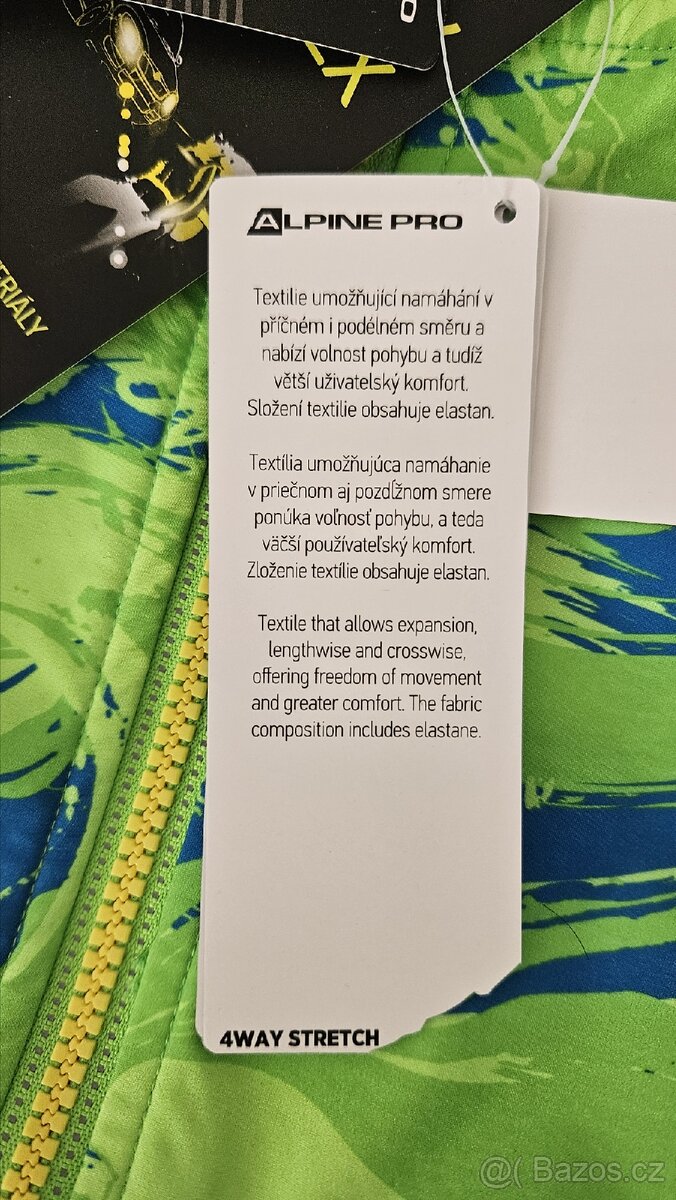 ALPINE PRO
Textilie umožňující namáhání v
příčném i podélném směru a
nabízí volnost pohybu a tudíž
větší uživatelský komfort.
Složení textilie obsahuje elastan.
Textília umožňujúca namáhanie
v priečnom aj pozdĺžnom smere
ponúka voľnosť pohybu, a teda
väčší používateľský komfort.
Zloženie textílie obsahuje elastan.
Textile that allows expansion,
lengthwise and crosswise,
offering freedom of movement
and greater comfort. The fabric
composition includes elastane.
4WAY STRETCH
@( Bazos.cz